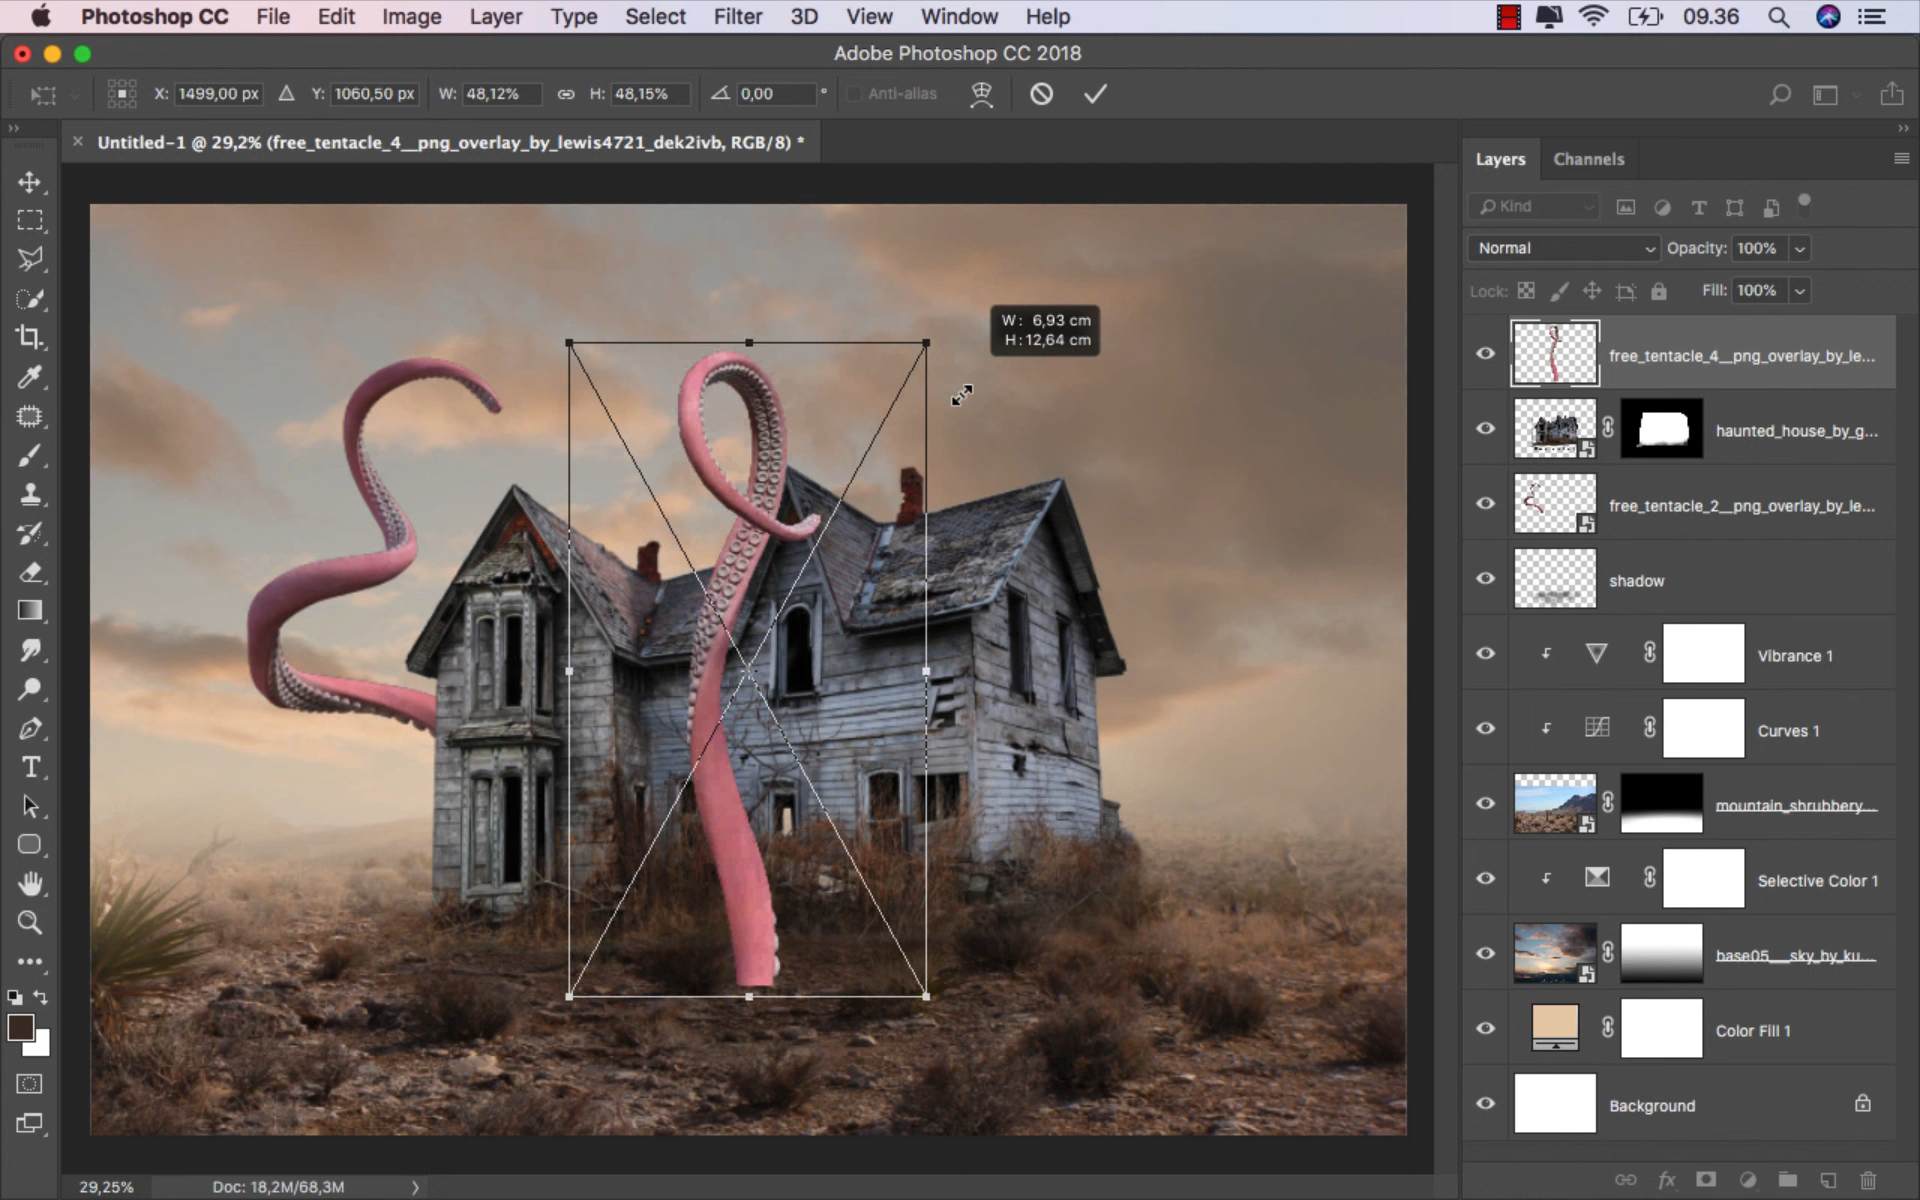 Photoshop CC File Edit Image Layer Type Select Filter 3D View Window Help 09.36
Adobe Photoshop CC 2018
X: 1499,00 px Y: 1060,50 px W: 48,12% H: 48,15% 0,00 ° Anti-alias
Untitled-1 @ 29,2% (free_tentacle_4__png_overlay_by_lewis4721_dek2ivb, RGB/8) *
Layers Channels
Kind
Normal Opacity: 100%
Lock: Fill: 100%
W: 6,93 cm
H: 12,64 cm
free_tentacle_4__png_overlay_by_le...
haunted_house_by_g...
free_tentacle_2__png_overlay_by_le...
shadow
Vibrance 1
Curves 1
mountain_shrubbery...
Selective Color 1
base05___sky_by_ku...
Color Fill 1
Background
29,25% Doc: 18,2M/68,3M